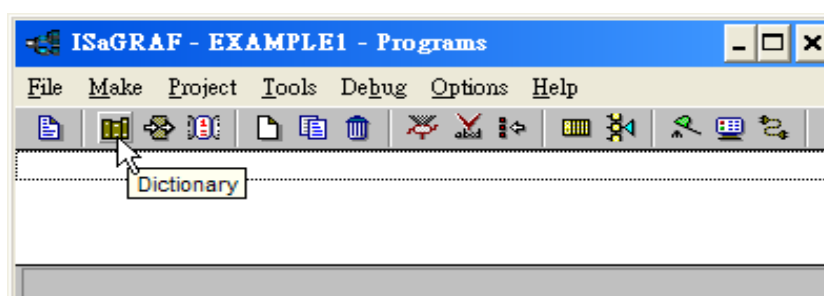 ISaGRAF - EXAMPLE1 - Programs
File Make Project Tools Debug Options Help
Dictionary